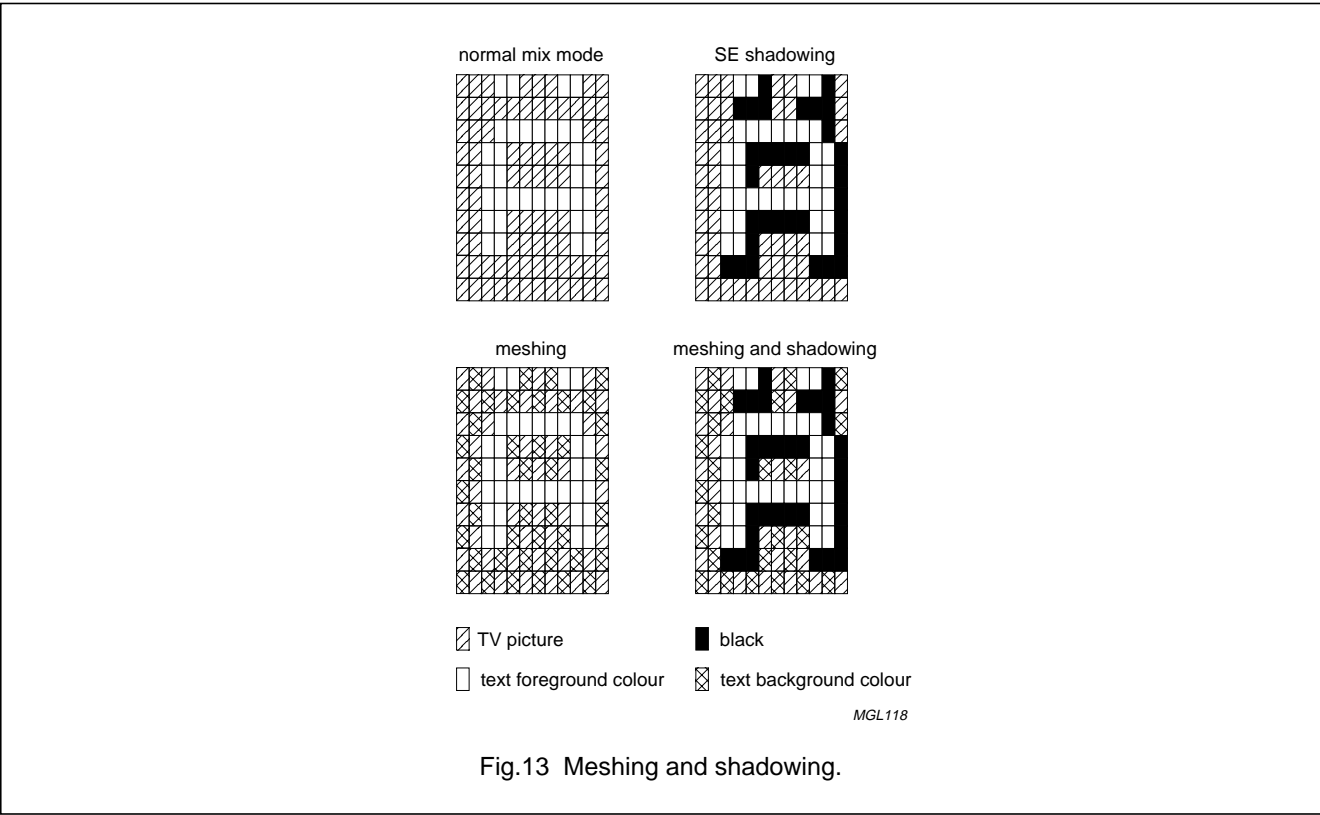 normal mix mode
SE shadowing
meshing
meshing and shadowing
TV picture
black
text foreground colour
text background colour
MGL118
Fig.13 Meshing and shadowing.